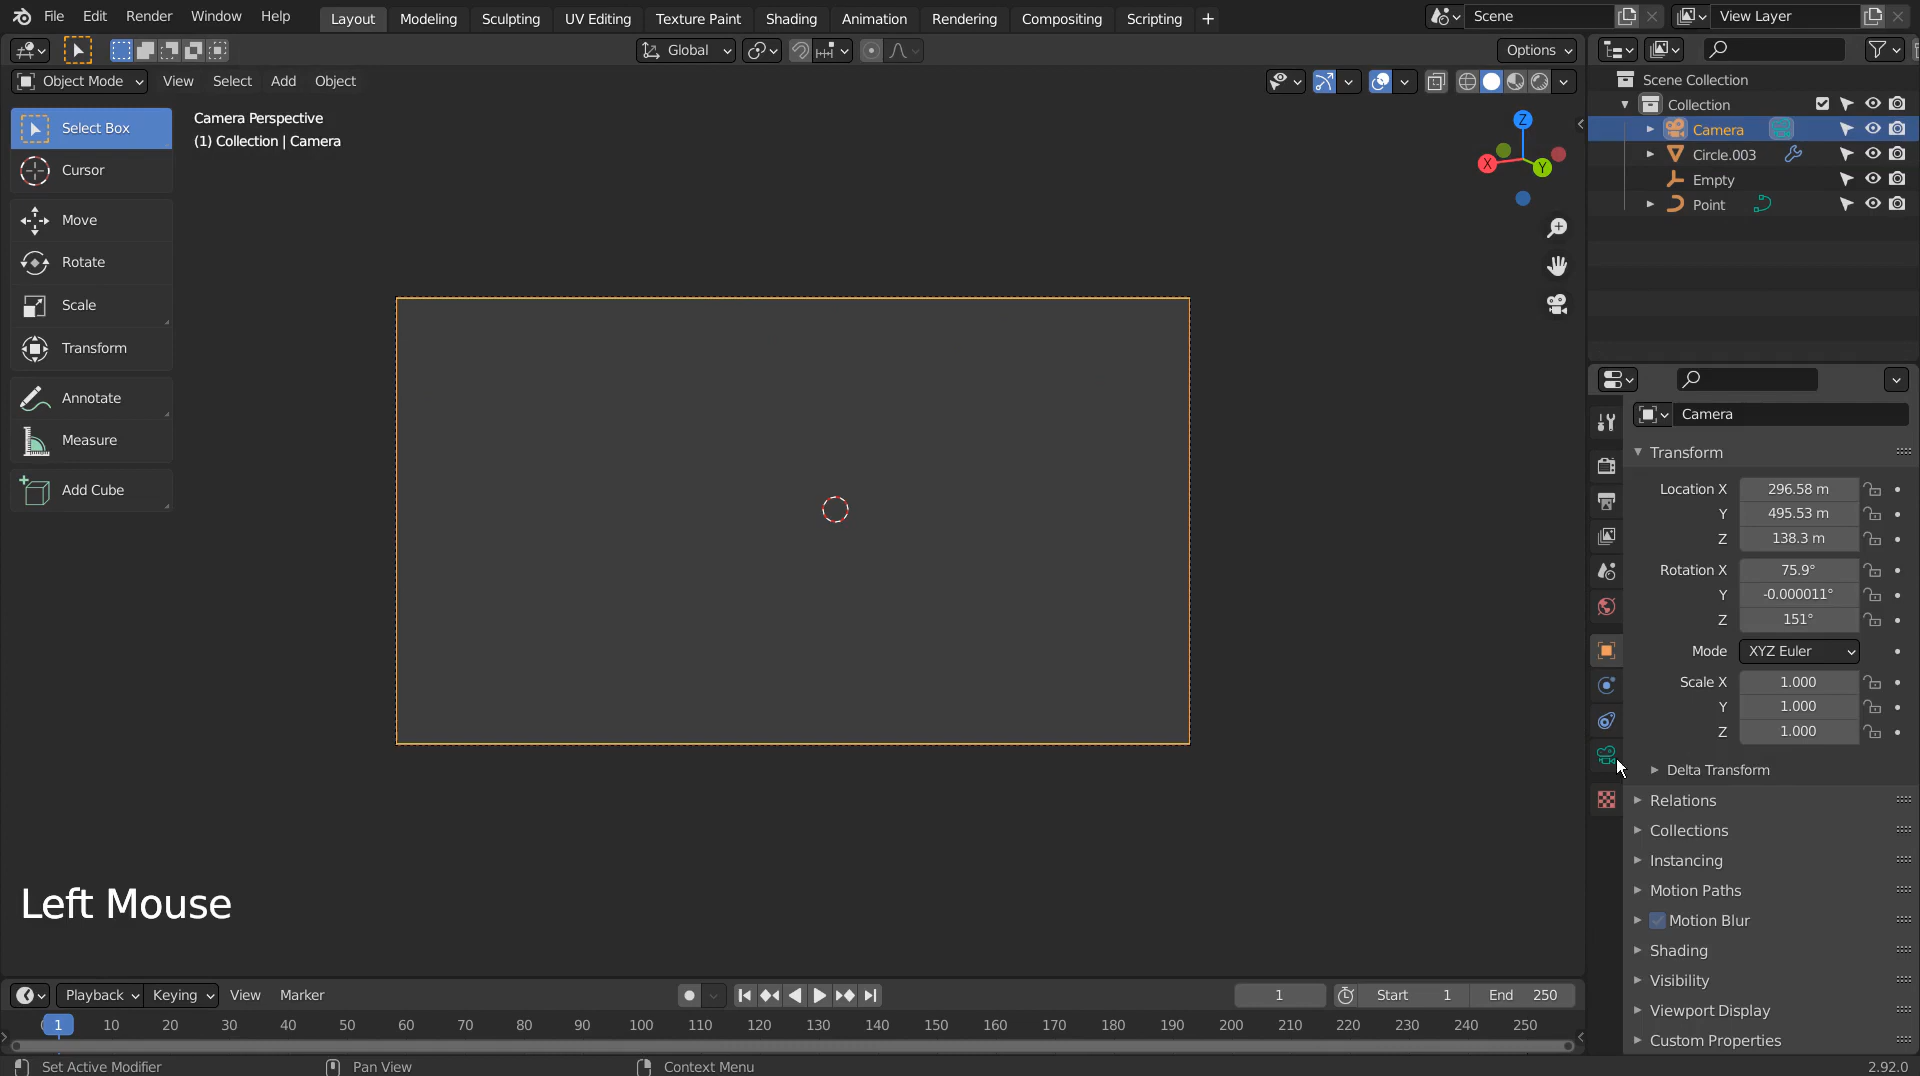 File Edit Render Window Help Layout Modeling Sculpting UV Editing Texture Paint Shading Animation Rendering Compositing Scripting + Scene View Layer
Global Options
Object Mode View Select Add Object
Scene Collection
Collection
Camera
Circle.003
Empty
Point
Select Box
Cursor
Move
Rotate
Scale
Transform
Annotate
Measure
Add Cube
Camera Perspective
(1) Collection | Camera
Z
X
Y
Camera
Transform
Location X 296.58 m
Y 495.53 m
Z 138.3 m
Rotation X 75.9°
Y -0.000011°
Z 151°
Mode XYZ Euler
Scale X 1.000
Y 1.000
Z 1.000
Delta Transform
Relations
Collections
Instancing
Motion Paths
Motion Blur
Shading
Visibility
Viewport Display
Custom Properties
Left Mouse
Playback Keying View Marker 1 Start 1 End 250
1 10 20 30 40 50 60 70 80 90 100 110 120 130 140 150 160 170 180 190 200 210 220 230 240 250
Set Active Modifier Pan View Context Menu 2.92.0